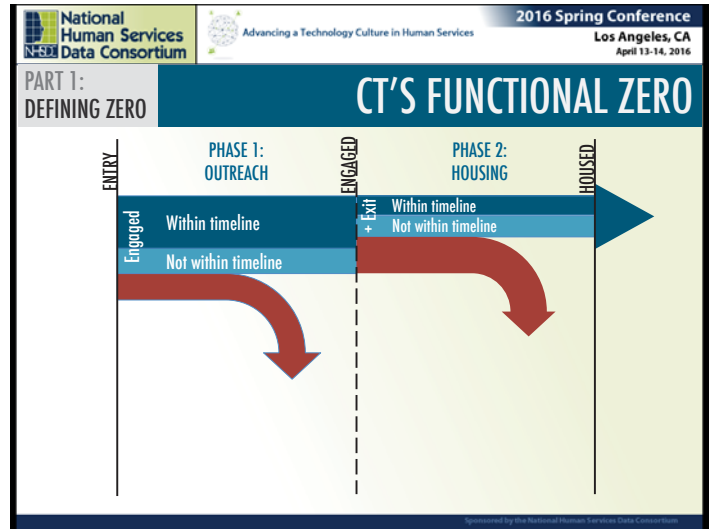 National
Human Services
NHSDC Data Consortium
Advancing a Technology Culture in Human Services
2016 Spring Conference
Los Angeles, CA
April 13-14, 2016
PART 1:
DEFINING ZERO
CT'S FUNCTIONAL ZERO
ENTRY
PHASE 1:
OUTREACH
ENGAGED
PHASE 2:
HOUSING
HOUSED
Engaged
Within timeline
Not within timeline
+ Exit
Within timeline
Not within timeline
Sponsored by the National Human Services Data Consortium